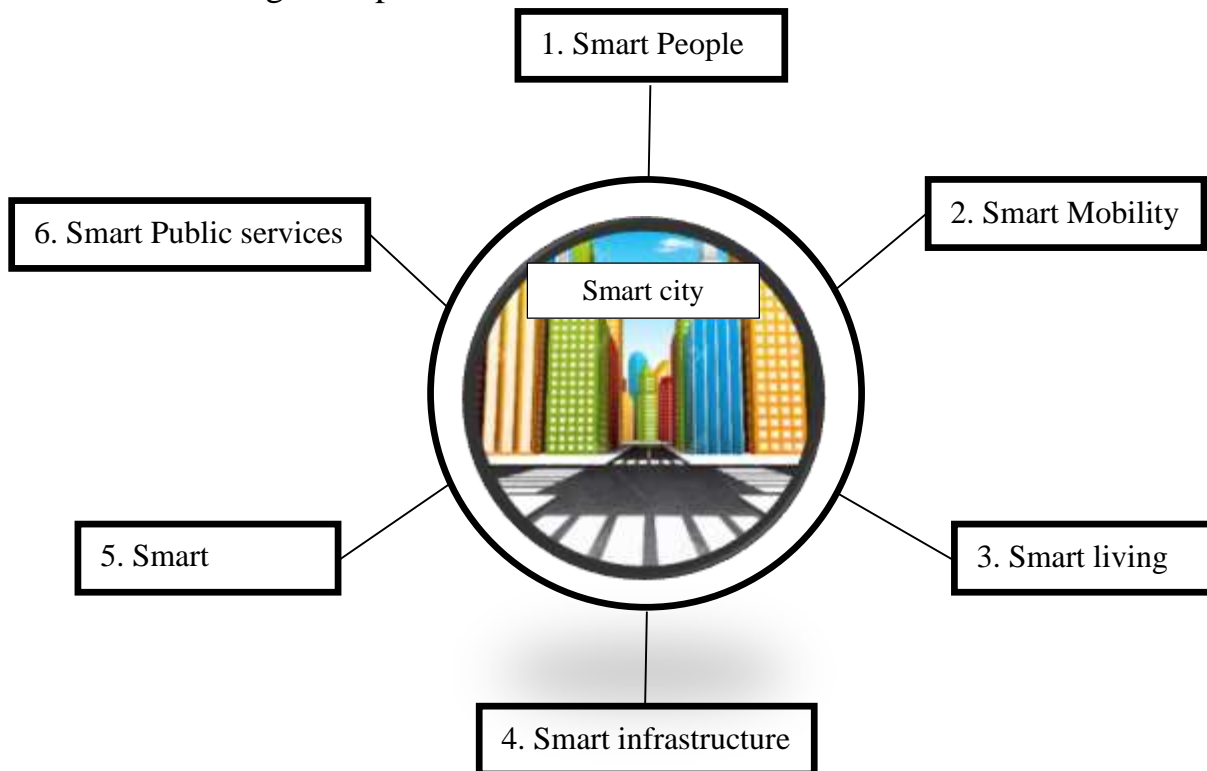 1. Smart People
2. Smart Mobility
6. Smart Public services
Smart city
5. Smart
3. Smart living
4. Smart infrastructure